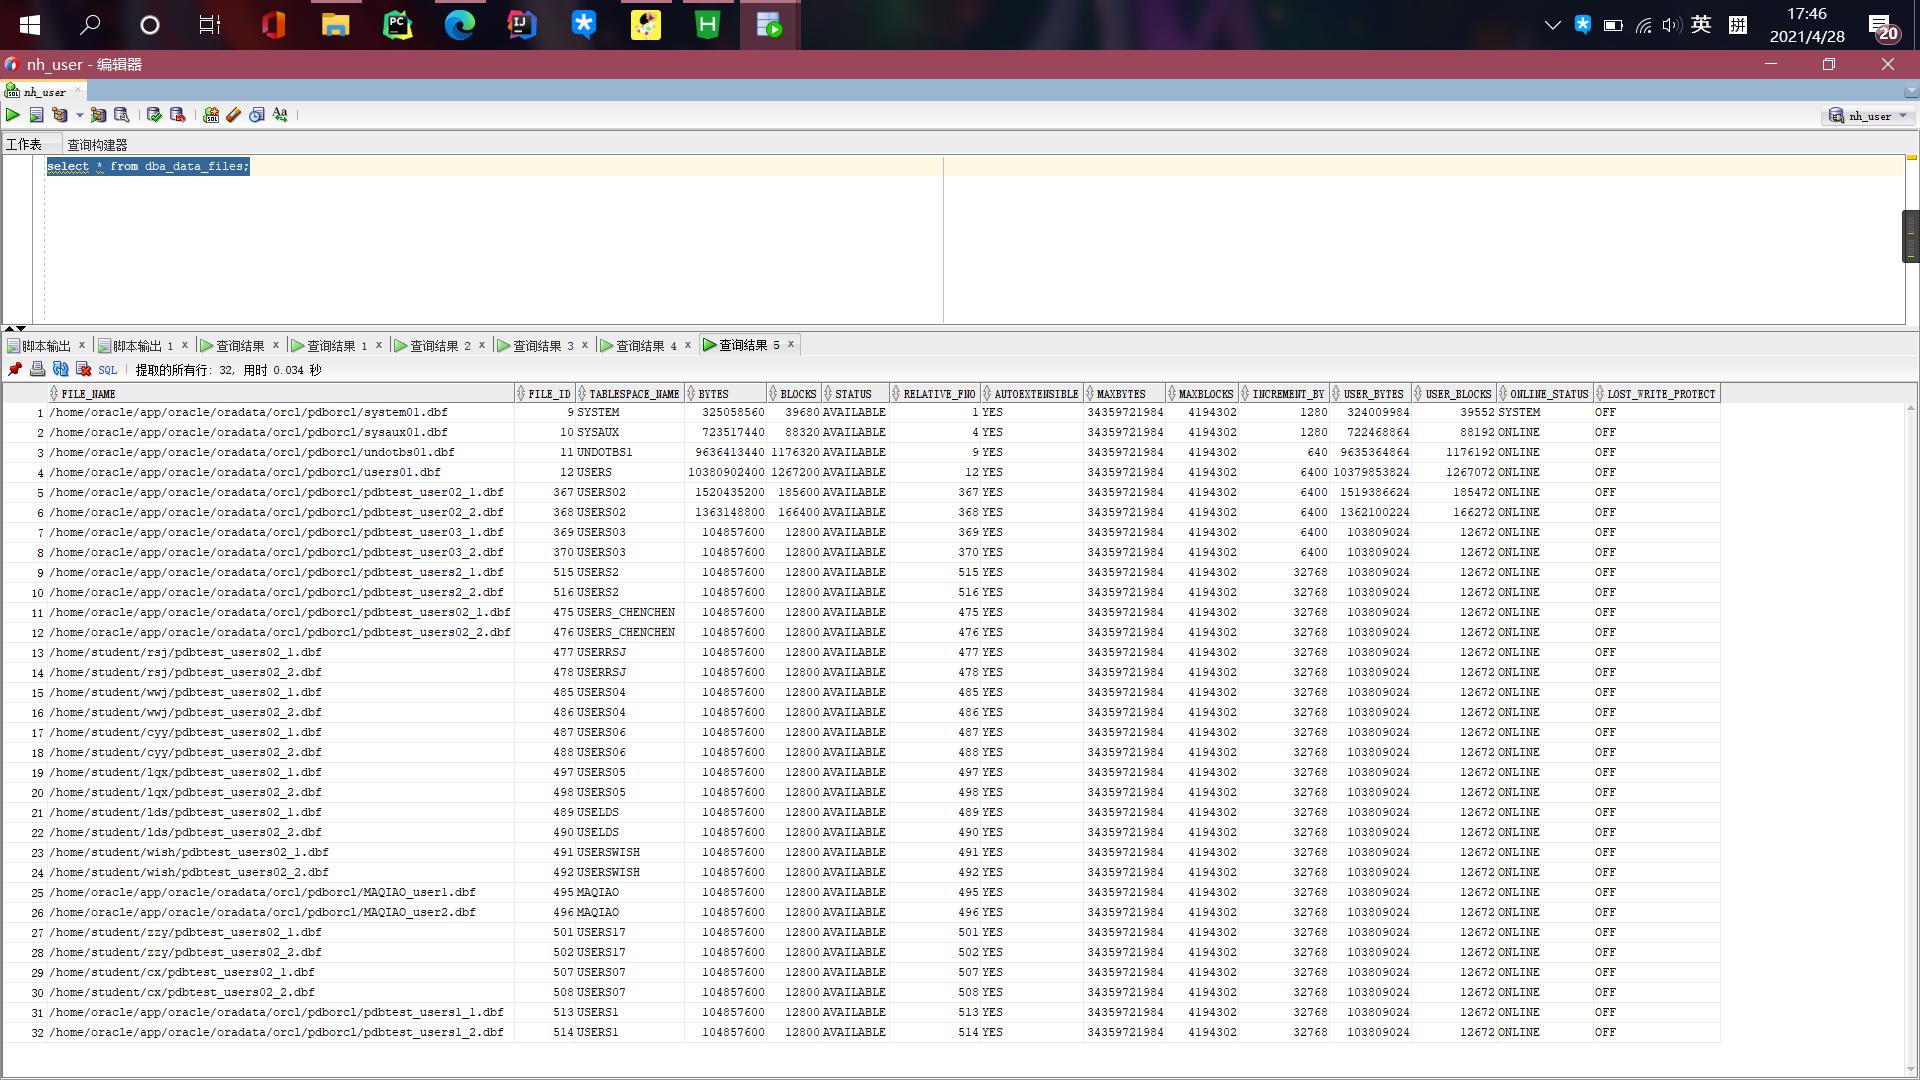 17:46
英
拼
2021/4/28
20
nh_user - 编辑器
nh_user
Aa
nh_user
工作表 查询构建器
select * from dba_data_files;
脚本输出 × 脚本输出 1 × 查询结果 × 查询结果 1 × 查询结果 2 × 查询结果 3 × 查询结果 4 × 查询结果 5 ×
SQL 提取的所有行: 32, 用时 0.034 秒
FILE_NAME FILE_ID TABLESPACE_NAME BYTES BLOCKS STATUS RELATIVE_FNO AUTOEXTENSIBLE MAXBYTES MAXBLOCKS INCREMENT_BY USER_BYTES USER_BLOCKS ONLINE_STATUS LOST_WRITE_PROTECT
1 /home/oracle/app/oracle/oradata/orcl/pdborcl/system01.dbf 9 SYSTEM 325058560 39680 AVAILABLE 1 YES 34359721984 4194302 1280 324009984 39552 SYSTEM OFF
2 /home/oracle/app/oracle/oradata/orcl/pdborcl/sysaux01.dbf 10 SYSAUX 723517440 88320 AVAILABLE 4 YES 34359721984 4194302 1280 722468864 88192 ONLINE OFF
3 /home/oracle/app/oracle/oradata/orcl/pdborcl/undotbs01.dbf 11 UNDOTBS1 9636413440 1176320 AVAILABLE 9 YES 34359721984 4194302 640 9635364864 1176192 ONLINE OFF
4 /home/oracle/app/oracle/oradata/orcl/pdborcl/users01.dbf 12 USERS 10380902400 1267200 AVAILABLE 12 YES 34359721984 4194302 6400 10379853824 1267072 ONLINE OFF
5 /home/oracle/app/oracle/oradata/orcl/pdborcl/pdbtest_user02_1.dbf 367 USERS02 1520435200 185600 AVAILABLE 367 YES 34359721984 4194302 6400 1519386624 185472 ONLINE OFF
6 /home/oracle/app/oracle/oradata/orcl/pdborcl/pdbtest_user02_2.dbf 368 USERS02 1363148800 166400 AVAILABLE 368 YES 34359721984 4194302 6400 1362100224 166272 ONLINE OFF
7 /home/oracle/app/oracle/oradata/orcl/pdborcl/pdbtest_user03_1.dbf 369 USERS03 104857600 12800 AVAILABLE 369 YES 34359721984 4194302 6400 103809024 12672 ONLINE OFF
8 /home/oracle/app/oracle/oradata/orcl/pdborcl/pdbtest_user03_2.dbf 370 USERS03 104857600 12800 AVAILABLE 370 YES 34359721984 4194302 6400 103809024 12672 ONLINE OFF
9 /home/oracle/app/oracle/oradata/orcl/pdborcl/pdbtest_users2_1.dbf 515 USERS2 104857600 12800 AVAILABLE 515 YES 34359721984 4194302 32768 103809024 12672 ONLINE OFF
10 /home/oracle/app/oracle/oradata/orcl/pdborcl/pdbtest_users2_2.dbf 516 USERS2 104857600 12800 AVAILABLE 516 YES 34359721984 4194302 32768 103809024 12672 ONLINE OFF
11 /home/oracle/app/oracle/oradata/orcl/pdborcl/pdbtest_users02_1.dbf 475 USERS_CHENCHEN 104857600 12800 AVAILABLE 475 YES 34359721984 4194302 32768 103809024 12672 ONLINE OFF
12 /home/oracle/app/oracle/oradata/orcl/pdborcl/pdbtest_users02_2.dbf 476 USERS_CHENCHEN 104857600 12800 AVAILABLE 476 YES 34359721984 4194302 32768 103809024 12672 ONLINE OFF
13 /home/student/rsj/pdbtest_users02_1.dbf 477 USERRSJ 104857600 12800 AVAILABLE 477 YES 34359721984 4194302 32768 103809024 12672 ONLINE OFF
14 /home/student/rsj/pdbtest_users02_2.dbf 478 USERRSJ 104857600 12800 AVAILABLE 478 YES 34359721984 4194302 32768 103809024 12672 ONLINE OFF
15 /home/student/wwj/pdbtest_users02_1.dbf 485 USERS04 104857600 12800 AVAILABLE 485 YES 34359721984 4194302 32768 103809024 12672 ONLINE OFF
16 /home/student/wwj/pdbtest_users02_2.dbf 486 USERS04 104857600 12800 AVAILABLE 486 YES 34359721984 4194302 32768 103809024 12672 ONLINE OFF
17 /home/student/cyy/pdbtest_users02_1.dbf 487 USERS06 104857600 12800 AVAILABLE 487 YES 34359721984 4194302 32768 103809024 12672 ONLINE OFF
18 /home/student/cyy/pdbtest_users02_2.dbf 488 USERS06 104857600 12800 AVAILABLE 488 YES 34359721984 4194302 32768 103809024 12672 ONLINE OFF
19 /home/student/lqx/pdbtest_users02_1.dbf 497 USERS05 104857600 12800 AVAILABLE 497 YES 34359721984 4194302 32768 103809024 12672 ONLINE OFF
20 /home/student/lqx/pdbtest_users02_2.dbf 498 USERS05 104857600 12800 AVAILABLE 498 YES 34359721984 4194302 32768 103809024 12672 ONLINE OFF
21 /home/student/lds/pdbtest_users02_1.dbf 489 USELDS 104857600 12800 AVAILABLE 489 YES 34359721984 4194302 32768 103809024 12672 ONLINE OFF
22 /home/student/lds/pdbtest_users02_2.dbf 490 USELDS 104857600 12800 AVAILABLE 490 YES 34359721984 4194302 32768 103809024 12672 ONLINE OFF
23 /home/student/wish/pdbtest_users02_1.dbf 491 USERSWISH 104857600 12800 AVAILABLE 491 YES 34359721984 4194302 32768 103809024 12672 ONLINE OFF
24 /home/student/wish/pdbtest_users02_2.dbf 492 USERSWISH 104857600 12800 AVAILABLE 492 YES 34359721984 4194302 32768 103809024 12672 ONLINE OFF
25 /home/oracle/app/oracle/oradata/orcl/pdborcl/MAQIAO_user1.dbf 495 MAQIAO 104857600 12800 AVAILABLE 495 YES 34359721984 4194302 32768 103809024 12672 ONLINE OFF
26 /home/oracle/app/oracle/oradata/orcl/pdborcl/MAQIAO_user2.dbf 496 MAQIAO 104857600 12800 AVAILABLE 496 YES 34359721984 4194302 32768 103809024 12672 ONLINE OFF
27 /home/student/zzy/pdbtest_users02_1.dbf 501 USERS17 104857600 12800 AVAILABLE 501 YES 34359721984 4194302 32768 103809024 12672 ONLINE OFF
28 /home/student/zzy/pdbtest_users02_2.dbf 502 USERS17 104857600 12800 AVAILABLE 502 YES 34359721984 4194302 32768 103809024 12672 ONLINE OFF
29 /home/student/cx/pdbtest_users02_1.dbf 507 USERS07 104857600 12800 AVAILABLE 507 YES 34359721984 4194302 32768 103809024 12672 ONLINE OFF
30 /home/student/cx/pdbtest_users02_2.dbf 508 USERS07 104857600 12800 AVAILABLE 508 YES 34359721984 4194302 32768 103809024 12672 ONLINE OFF
31 /home/oracle/app/oracle/oradata/orcl/pdborcl/pdbtest_users1_1.dbf 513 USERS1 104857600 12800 AVAILABLE 513 YES 34359721984 4194302 32768 103809024 12672 ONLINE OFF
32 /home/oracle/app/oracle/oradata/orcl/pdborcl/pdbtest_users1_2.dbf 514 USERS1 104857600 12800 AVAILABLE 514 YES 34359721984 4194302 32768 103809024 12672 ONLINE OFF